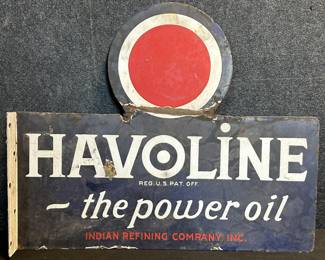 HAVOLINE
REG. U.S. PAT. OFF.
~ the power oil
INDIAN REFINING COMPANY, INC.